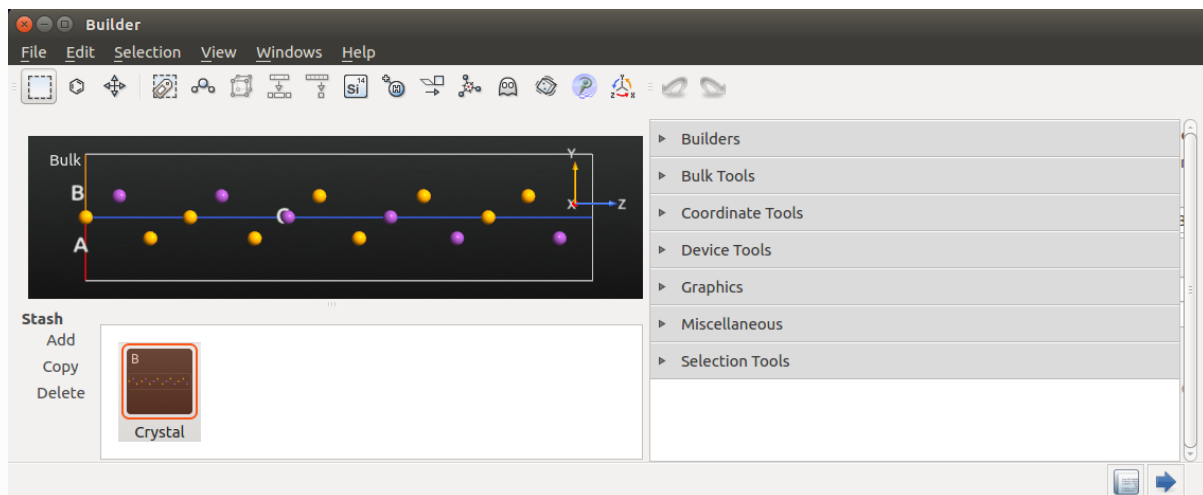 Builder
File Edit Selection View Windows Help
Si 14
H
Bulk
B
A
C
Y
X
Z
z x
Builders
Bulk Tools
Coordinate Tools
Device Tools
Graphics
Miscellaneous
Selection Tools
Stash
Add
Copy
Delete
B
Crystal